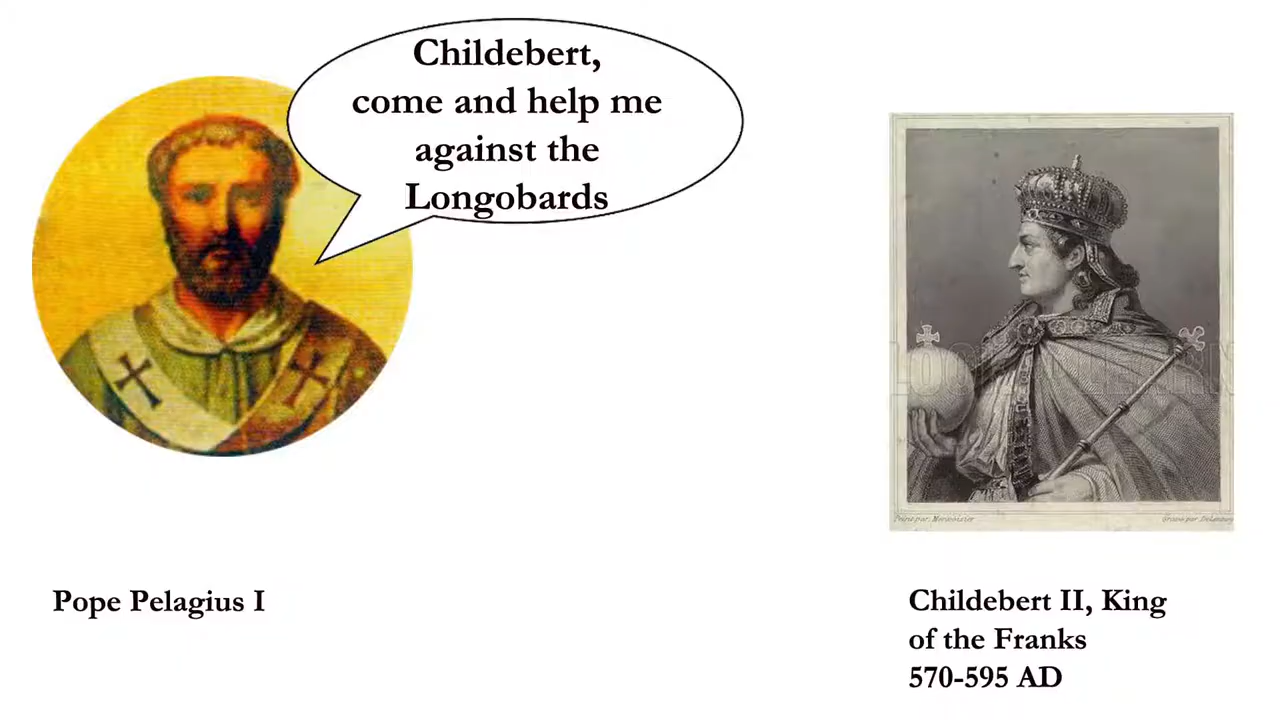 Childebert,
come and help me
against the
Longobards
Pope Pelagius I
Childebert II, King
of the Franks
570-595 AD